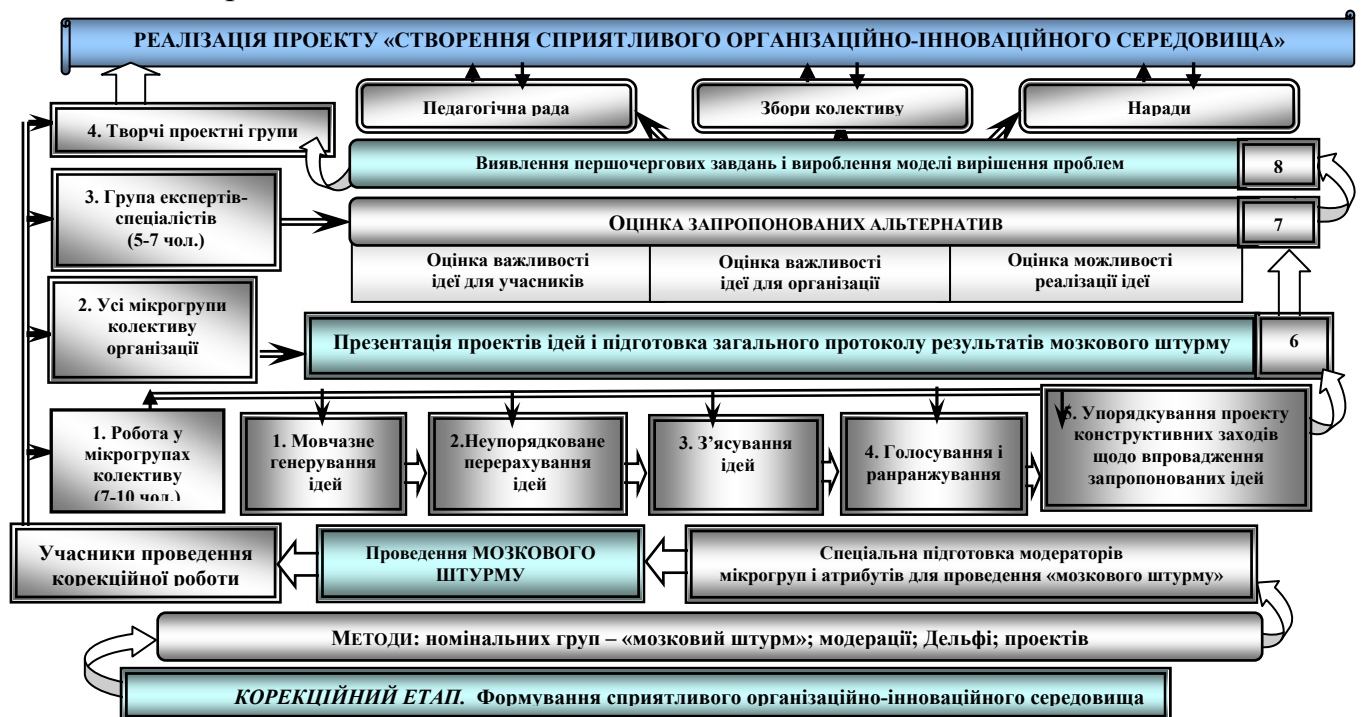 РЕАЛІЗАЦІЯ ПРОЕКТУ «СТВОРЕННЯ СПРИЯТЛИВОГО ОРГАНІЗАЦІЙНО-ІННОВАЦІЙНОГО СЕРЕДОВИЩА»
Педагогічна рада
Збори колективу
Наради
4. Творчі проектні групи
Виявлення першочергових завдань і вироблення моделі вирішення проблем
8
3. Група експертів-
спеціалістів
(5-7 чол.)
ОЦІНКА ЗАПРОПОНОВАНИХ АЛЬТЕРНАТИВ
7
Оцінка важливості
ідеї для учасників
Оцінка важливості
ідеї для організації
Оцінка можливості
реалізації ідеї
2. Усі мікрогрупи
колективу
організації
Презентація проектів ідей і підготовка загального протоколу результатів мозкового штурму
6
1. Робота у
мікрогрупах
колективу
(7-10 чол.)
1. Мовчазне
генерування
ідей
2.Неупорядковоне
перерахування
ідей
3. З’ясування
ідей
4. Голосування і
ранранжування
5. Упорядкування проекту
конструктивних заходів
щодо впровадження
запропонованих ідей
Учасники проведення
корекційної роботи
Проведення МОЗКОВОГО
ШТУРМУ
Спеціальна підготовка модераторів
мікрогруп і атрибутів для проведення «мозкового штурму»
МЕТОДИ: номінальних груп – «мозковий штурм»; модерації; Дельфі; проектів
КОРЕКЦІЙНИЙ ЕТАП. Формування сприятливого організаційно-інноваційного середовища